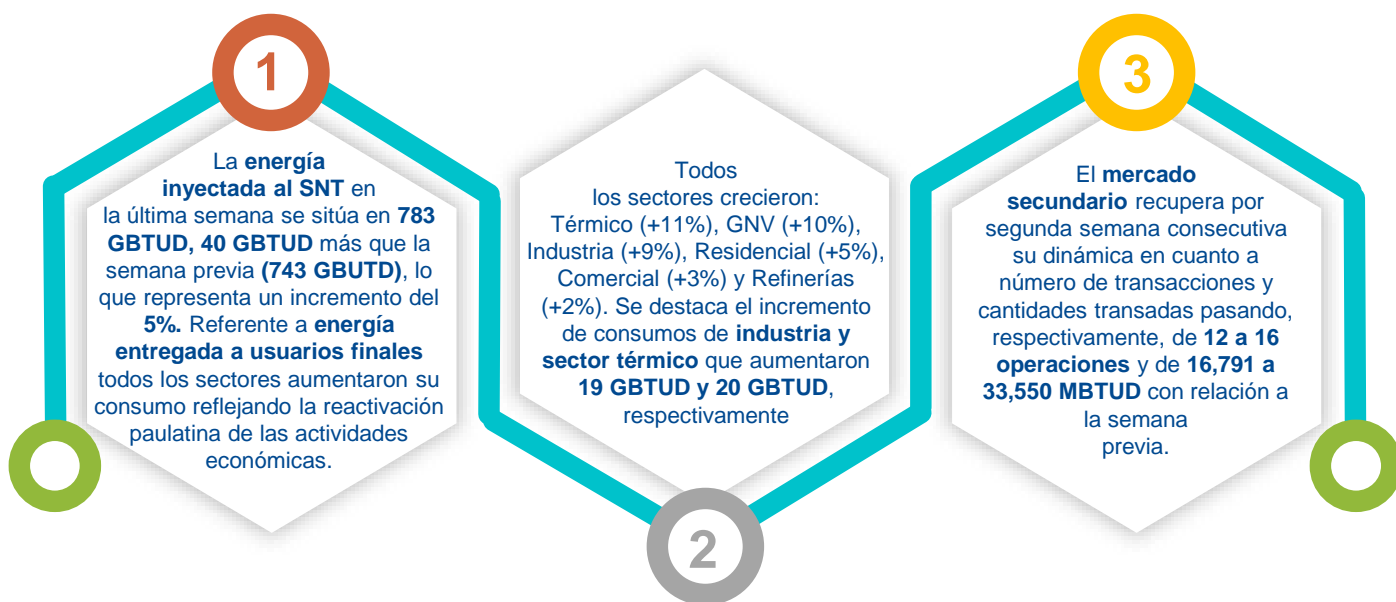 1
La energía
inyectada al SNT en
la última semana se sitúa en 783
GBTUD, 40 GBTUD más que la
semana previa (743 GBUTD), lo
que representa un incremento del
5%. Referente a energía
entregada a usuarios finales
todos los sectores aumentaron su
consumo reflejando la reactivación
paulatina de las actividades
económicas.
Todos
los sectores crecieron:
Térmico (+11%), GNV (+10%),
Industria (+9%), Residencial (+5%),
Comercial (+3%) y Refinerías
(+2%). Se destaca el incremento
de consumos de industria y
sector térmico que aumentaron
19 GBTUD y 20 GBTUD,
respectivamente
2
3
El mercado
secundario recupera por
segunda semana consecutiva
su dinámica en cuanto a
número de transacciones y
cantidades transadas pasando,
respectivamente, de 12 a 16
operaciones y de 16,791 a
33,550 MBTUD con relación a
la semana
previa.